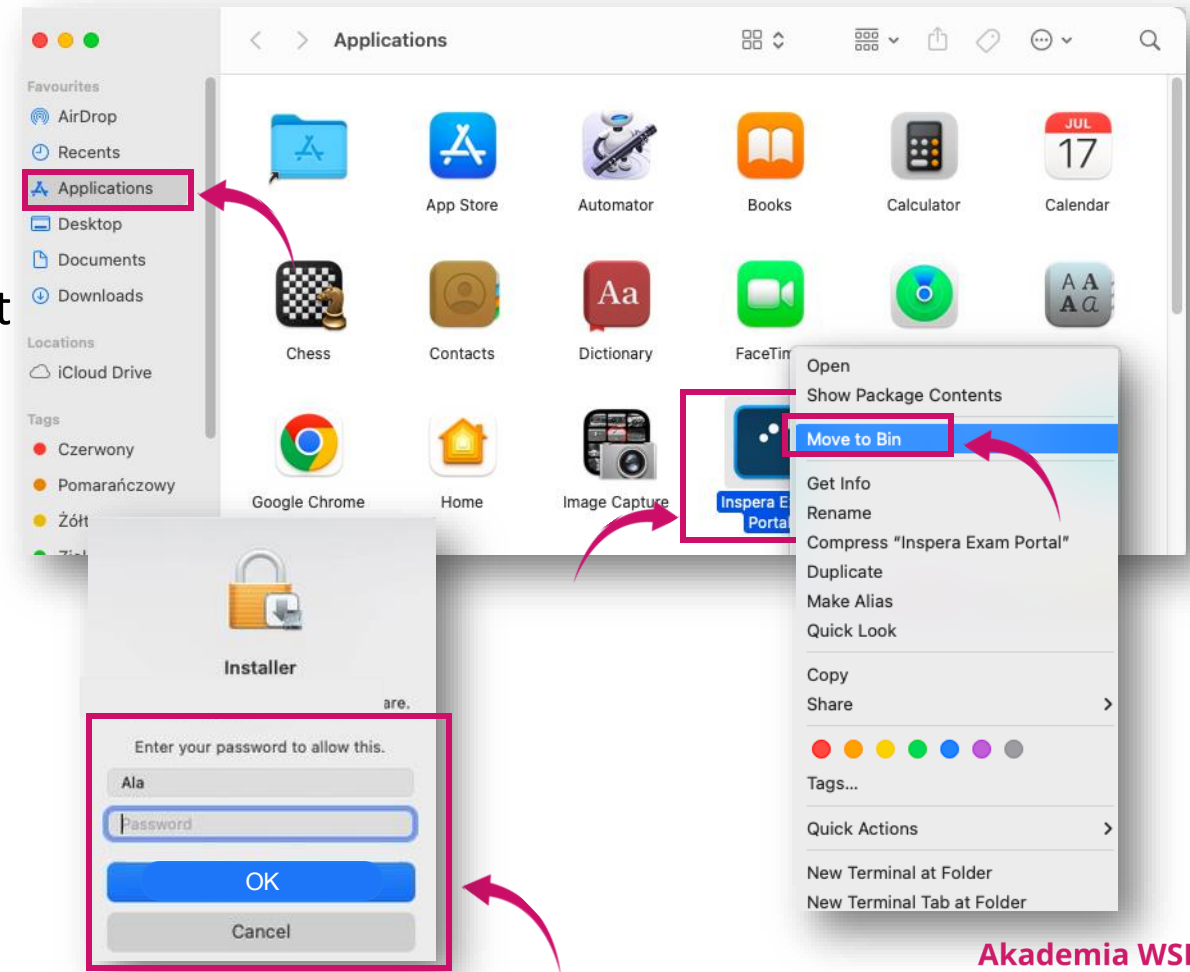 Applications
Favourites
AirDrop
Recents
Applications
Desktop
Documents
Downloads
Locations
iCloud Drive
Tags
Czerwony
Pomarańczowy
App Store
Automator
Books
Calculator
JUL
17
Calendar
Chess
Contacts
Aa
Dictionary
A A
A a
Google Chrome
Home
Image Capture
Inspera
Portal
Open
Show Package Contents
Move to Bin
Get Info
Rename
Compress “Inspera Exam Portal”
Duplicate
Make Alias
Quick Look
Copy
Share
Tags...
Quick Actions
New Terminal at Folder
New Terminal Tab at Folder
Installer
Enter your password to allow this.
Ala
Password
OK
Cancel
Akademia